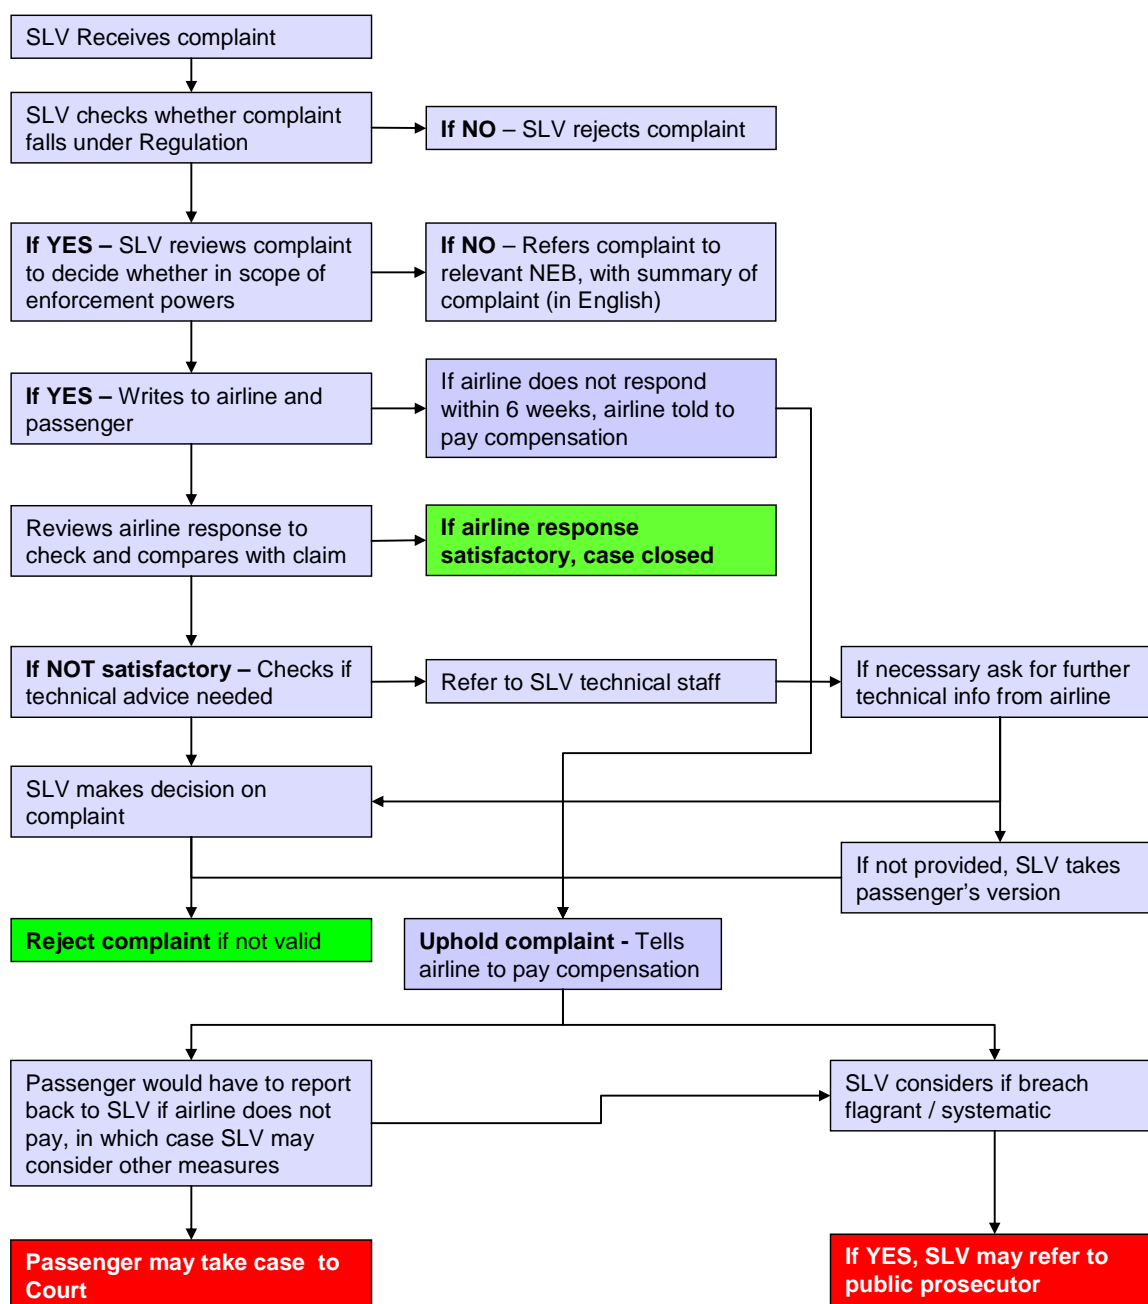 SLV Receives complaint
SLV checks whether complaint
falls under Regulation
If NO – SLV rejects complaint
If YES – SLV reviews complaint
to decide whether in scope of
enforcement powers
If NO – Refers complaint to
relevant NEB, with summary of
complaint (in English)
If YES – Writes to airline and
passenger
If airline does not respond
within 6 weeks, airline told to
pay compensation
Reviews airline response to
check and compares with claim
If airline response
satisfactory, case closed
If NOT satisfactory – Checks if
technical advice needed
Refer to SLV technical staff
If necessary ask for further
technical info from airline
SLV makes decision on
complaint
If not provided, SLV takes
passenger’s version
Reject complaint if not valid
Uphold complaint - Tells
airline to pay compensation
Passenger would have to report
back to SLV if airline does not
pay, in which case SLV may
consider other measures
SLV considers if breach
flagrant / systematic
Passenger may take case to
Court
If YES, SLV may refer to
public prosecutor